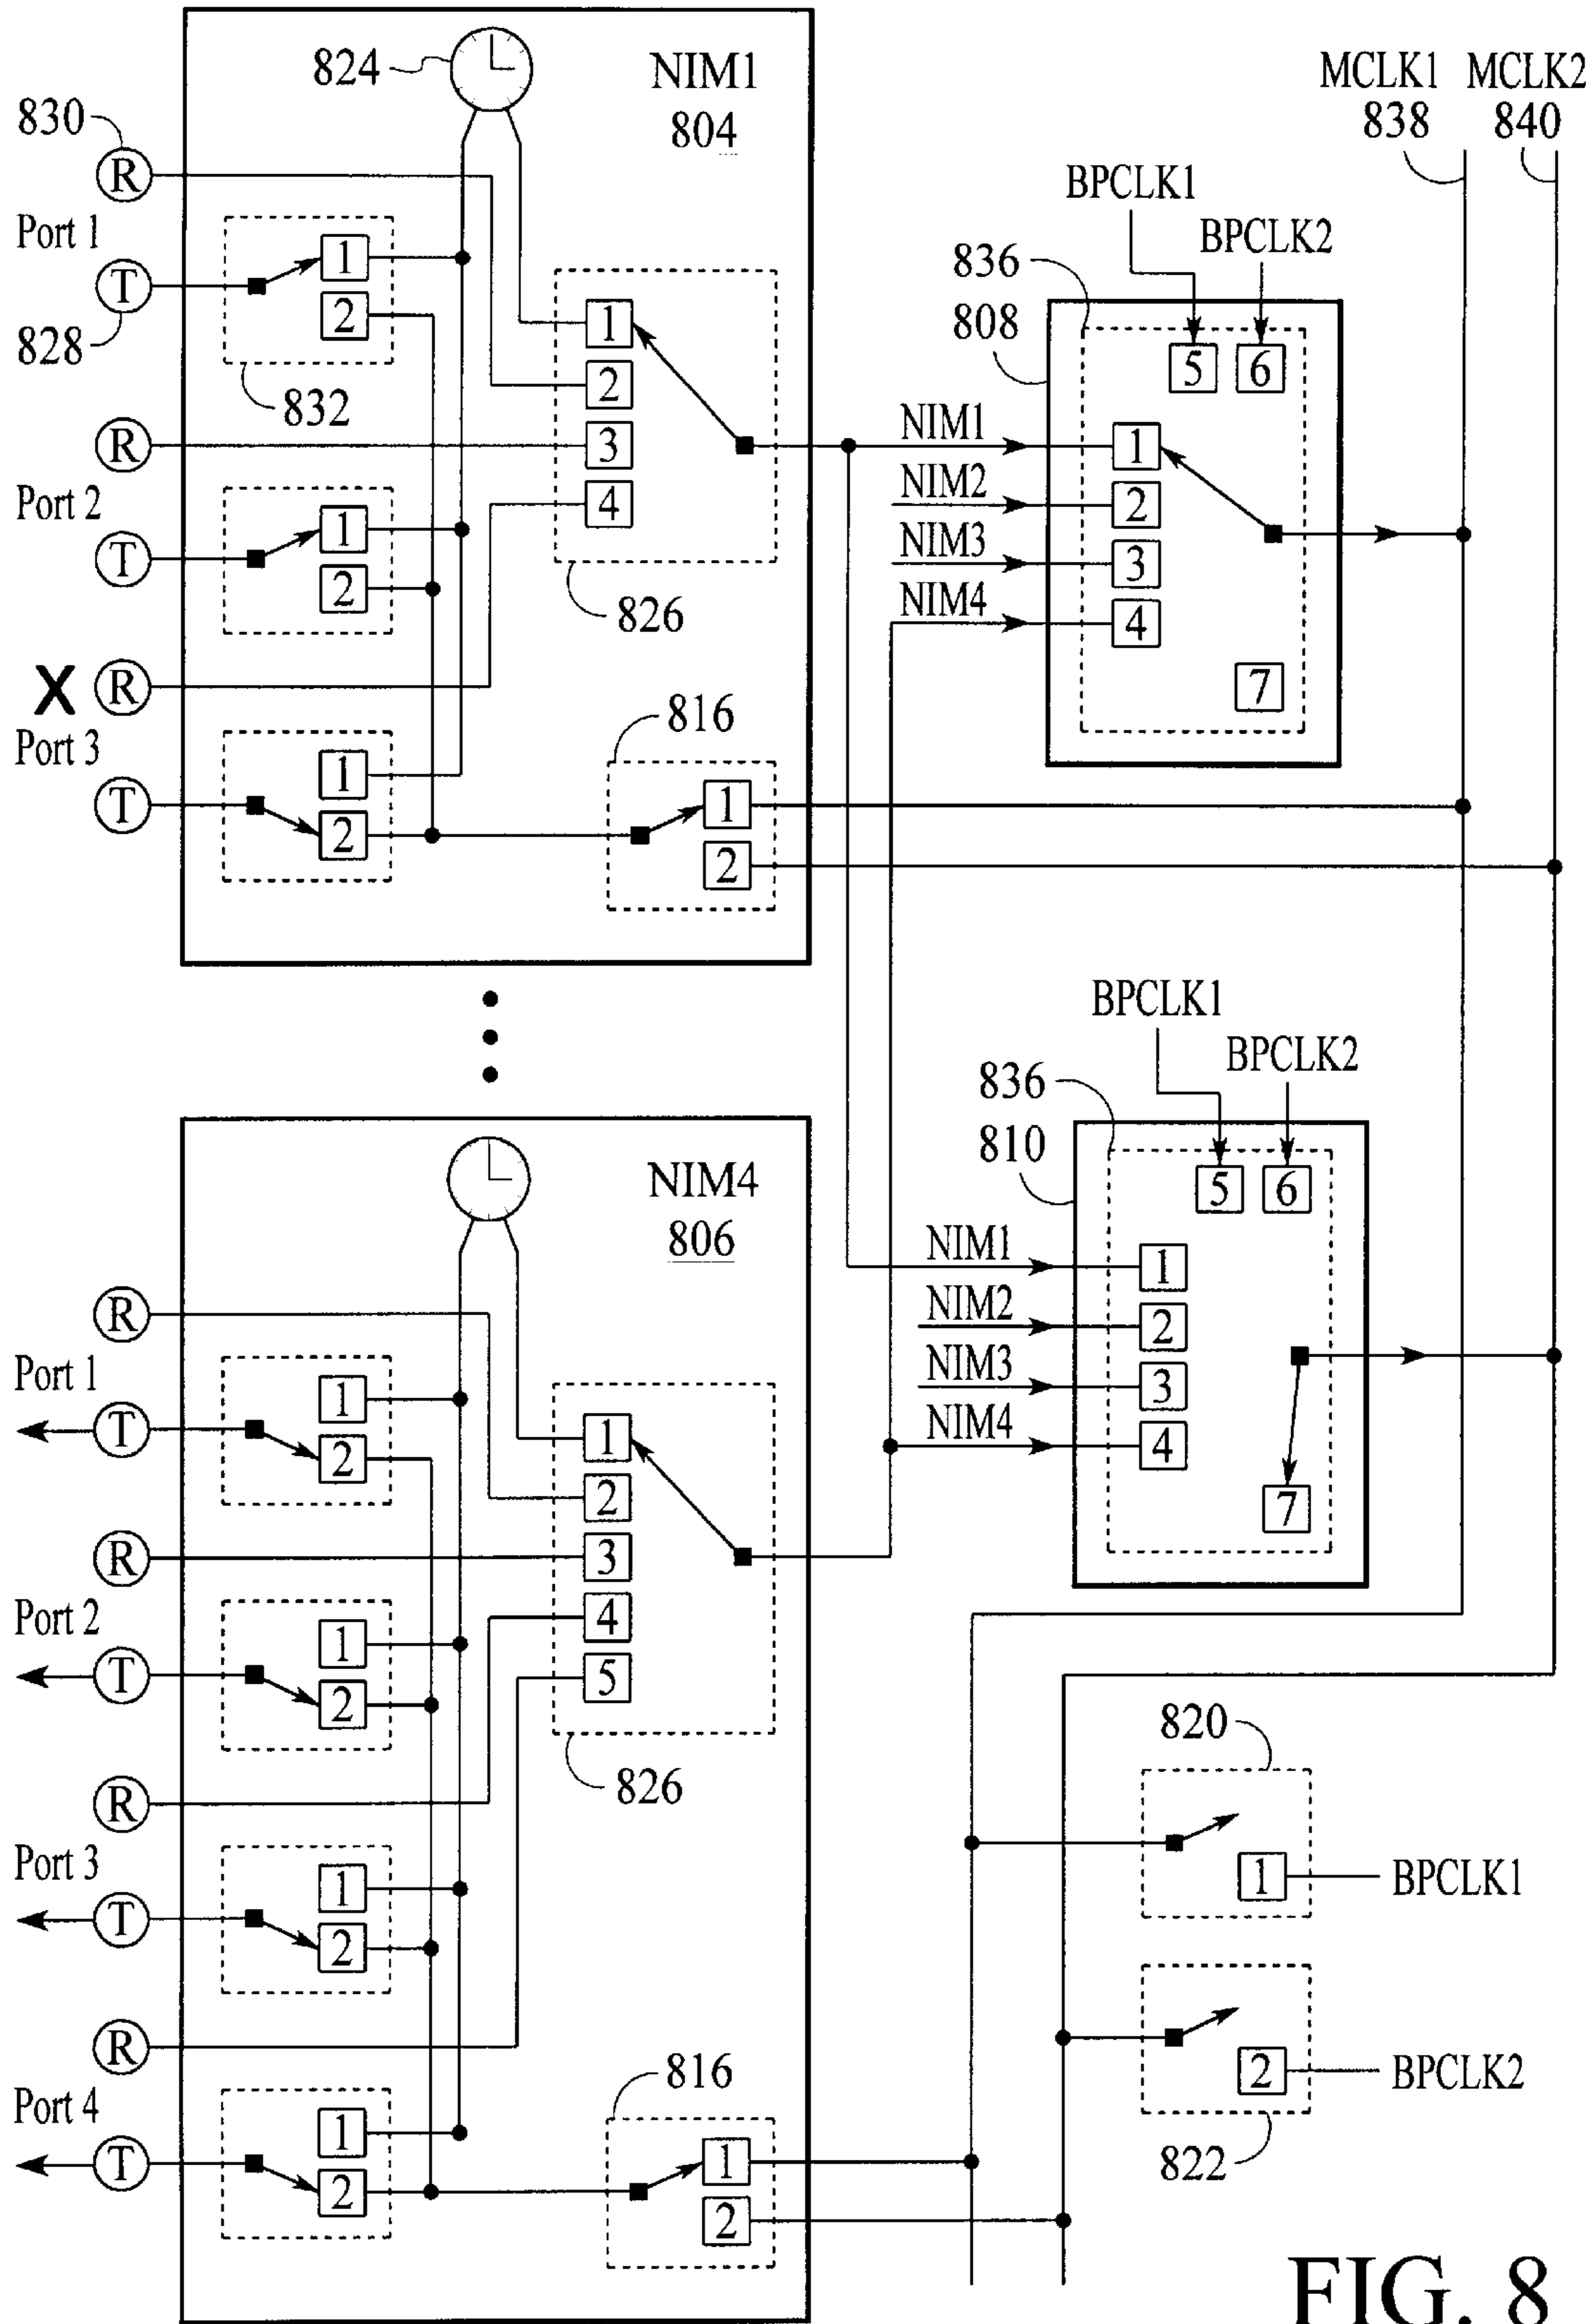 824
NIM1
804
MCLK1 MCLK2
838 840
830
R
Port 1
T
828
1
2
832
1
2
3
4
826
R
Port 2
T
1
2
X R
Port 3
T
1
2
816
1
2
BPCLK1
BPCLK2
836
808
5 6
NIM1
NIM2
NIM3
NIM4
1
2
3
4
7
BPCLK1
BPCLK2
836
810
5 6
NIM1
NIM2
NIM3
NIM4
1
2
3
4
7
NIM4
806
R
Port 1
T
1
2
1
2
3
4
5
826
R
Port 2
T
1
2
R
Port 3
T
1
2
R
Port 4
T
1
2
816
1
2
820
1
BPCLK1
2
BPCLK2
822
FIG. 8